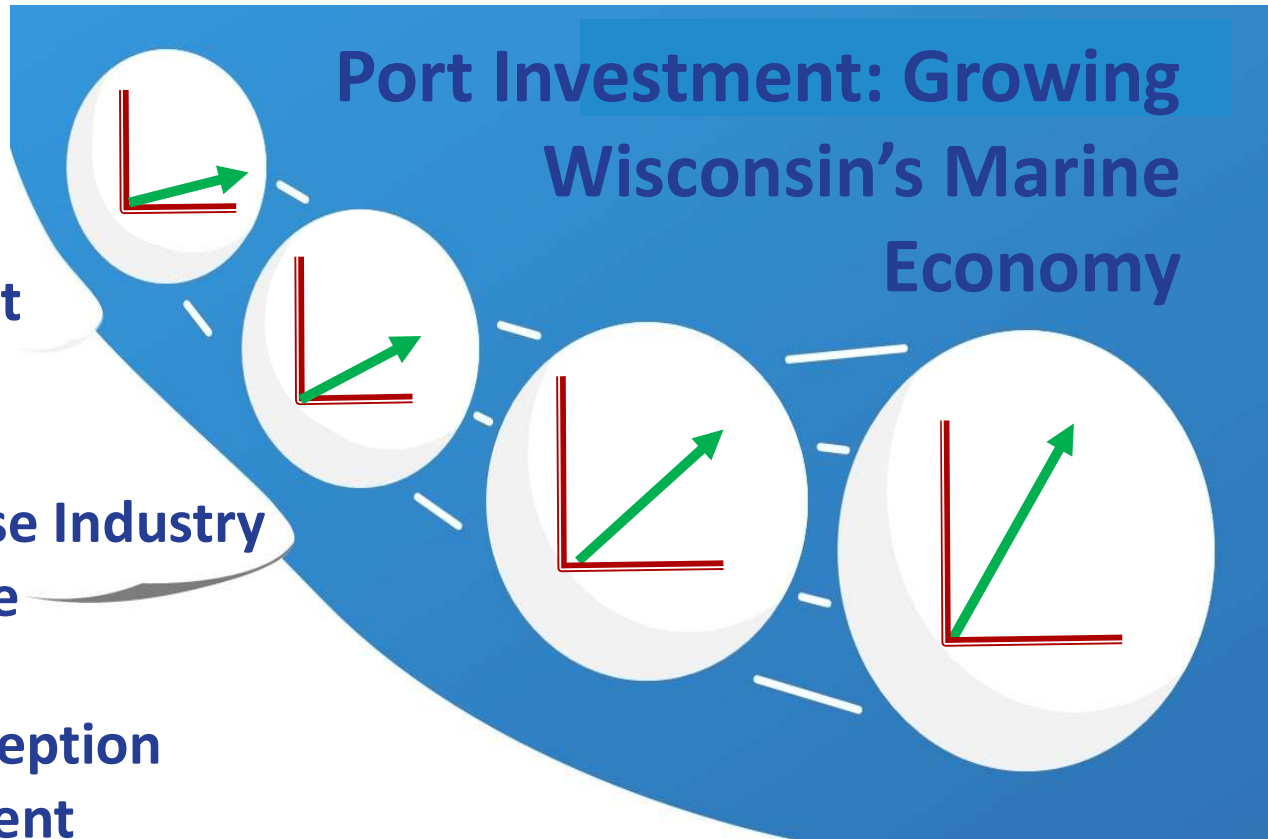 Port Investment: Growing
Wisconsin’s Marine
Economy
t
se Industry
e
eption
ent